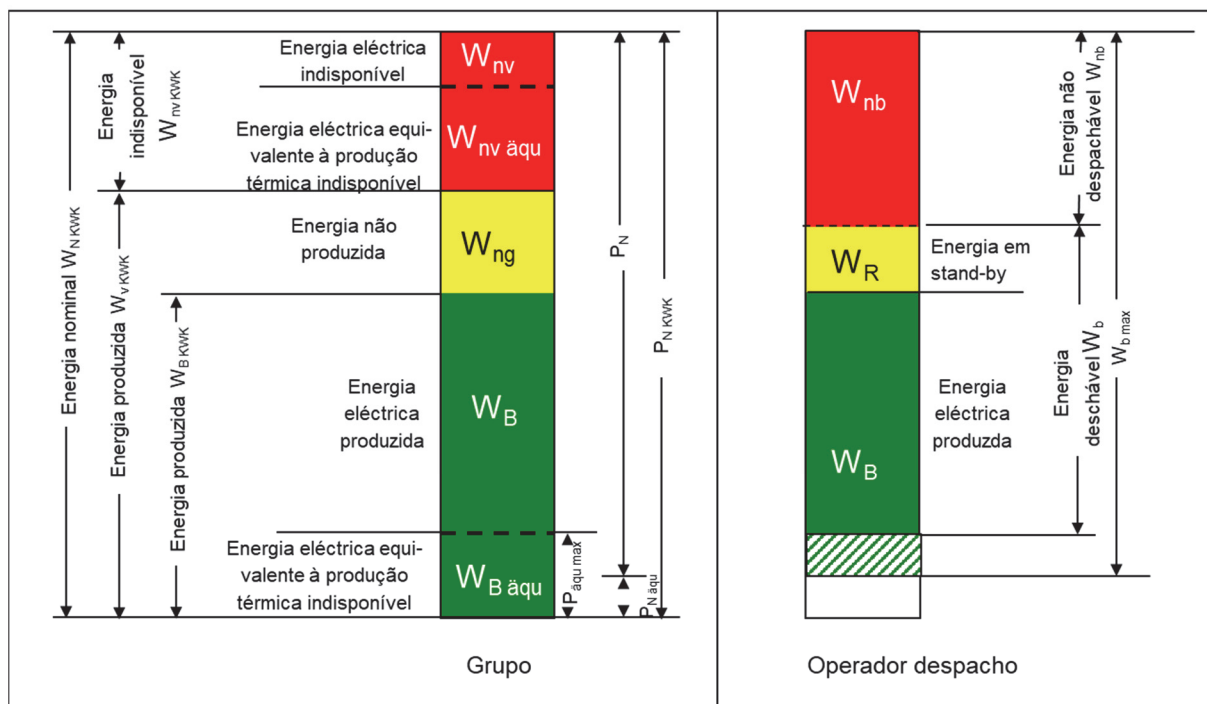 Energia nominal W_N KWK
Energia
indisponível
W_nv KWK
Energia produzida W_v KWK
Energia produzida W_B KWK
Energia eléctrica
indisponível
Energia eléctrica equi-
valente à produção
térmica indisponível
Energia não
produzida
Energia
eléctrica
produzida
Energia eléctrica equi-
valente à produção
térmica indisponível
W_nv
W_nv äqu
W_ng
W_B
W_B äqu
P_äqu max
P_N
P_N äqu
P_N KWK
Grupo
W_nb
W_R
W_B
Energia em
stand-by
Energia
eléctrica
produzda
Energia não
despachável W_nb
Energia
deschável W_b
W_b max
Operador despacho